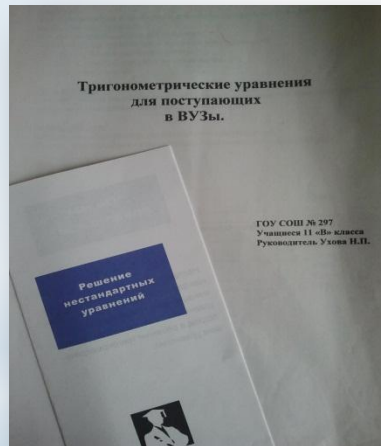 Тригонометрические уравнения
для поступающих
в ВУЗы.
ГОУ СОШ № 297
Учащиеся 11 «В» класса
Руководитель Ухова Н.П.
Решение
нестандартных
уравнений